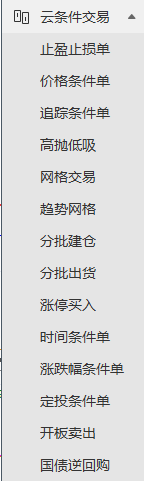 云条件交易
止盈止损单
价格条件单
追踪条件单
高抛低吸
网格交易
趋势网格
分批建仓
分批出货
涨停买入
时间条件单
涨跌幅条件单
定投条件单
开板卖出
国债逆回购